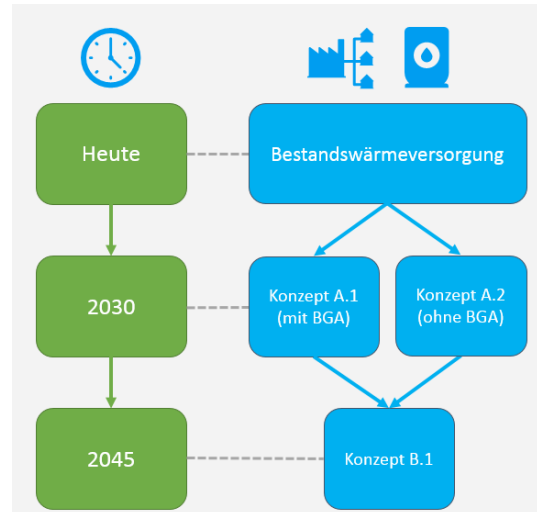 Heute
Bestandswärmeversorgung
2030
Konzept A.1
(mit BGA)
Konzept A.2
(ohne BGA)
2045
Konzept B.1